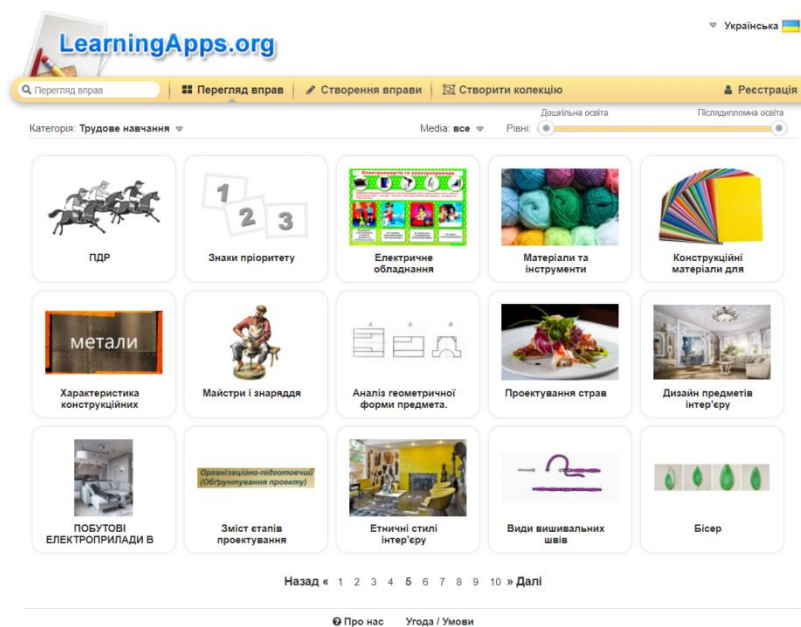 LearningApps.org
Українська
Перегляд вправ
Перегляд вправ
Створення вправи
Створити колекцію
Реєстрація
Категорія: Трудове навчання
Media: все
Рівні:
Дошкільна освіта
Післядипломна освіта
1
2
3
ПДР
Знаки пріоритету
Електричне
обладнання
Матеріали та
інструменти
Конструкційні
матеріали для
метали
Характеристика
конструкційних
Майстри і знаряддя
Аналіз геометричної
форми предмета.
Проектування страв
Дизайн предметів
інтер'єру
Організаційно-підготовчий
(Обґрунтування проекту)
ПОБУТОВІ
ЕЛЕКТРОПРИЛАДИ В
Зміст етапів
проектування
Етничні стилі
інтер'єру
Види вишивальних
швів
Бісер
Назад « 1 2 3 4 5 6 7 8 9 10 » Далі
Про нас Угода / Умови